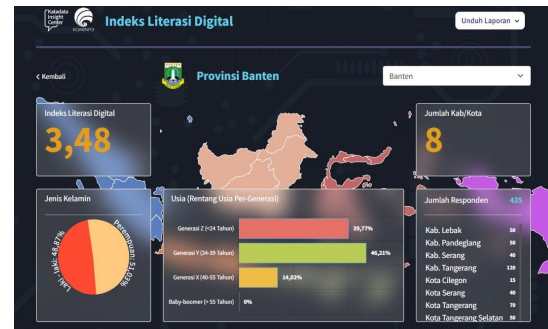 Katadata
Insight
Center
KOMINFO
Indeks Literasi Digital
Unduh Laporan
Kembali
Provinsi Banten
Banten
Indeks Literasi Digital
3,48
Jumlah Kab/Kota
8
Jenis Kelamin
Laki - laki: 48,87%
Perempuan: 51,03%
Usia (Rentang Usia Per-Generasi)
Generasi Z (<24 Tahun) 39,77%
Generasi Y (24-39 Tahun) 46,21%
Generasi X (40-55 Tahun) 14,02%
Baby-boomer (> 55 Tahun) 0%
Jumlah Responden 435
Kab. Lebak 50
Kab. Pandeglang 50
Kab. Serang 40
Kab. Tangerang 120
Kota Cilegon 15
Kota Serang 40
Kota Tangerang 70
Kota Tangerang Selatan 50